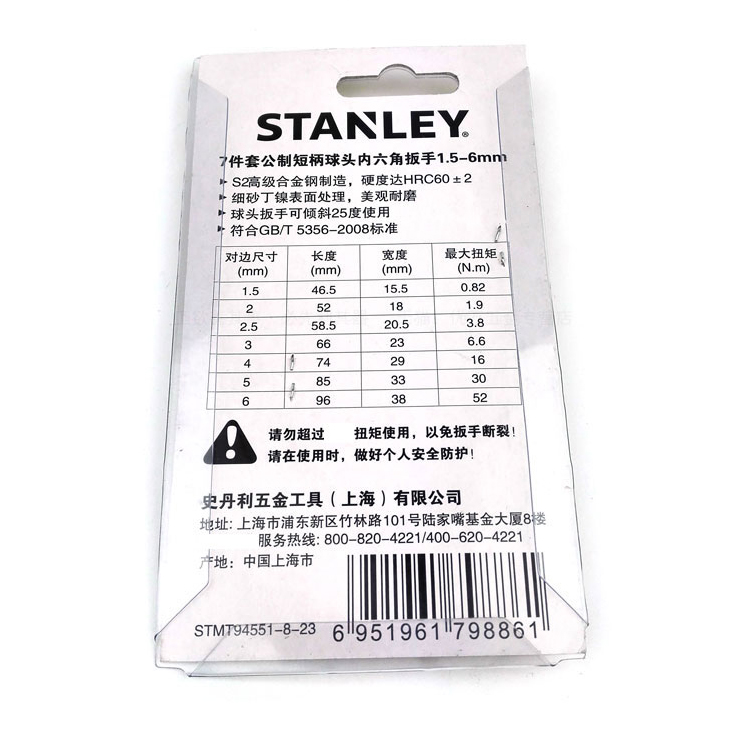 STANLEY®
7件套公制短柄球头内六角扳手1.5-6mm
▶ S2高级合金钢制造，硬度达HRC60±2
▶ 细砂丁镍表面处理，美观耐磨
▶ 球头扳手可倾斜25度使用
▶ 符合GB/T 5356-2008标准
对边尺寸 长度 宽度 最大扭矩
(mm) (mm) (mm) (N.m)
1.5 46.5 15.5 0.82
2 52 18 1.9
2.5 58.5 20.5 3.8
3 66 23 6.6
4 74 29 16
5 85 33 30
6 96 38 52
请勿超过 扭矩使用，以免扳手断裂！
请在使用时，做好个人安全防护！
史丹利五金工具（上海）有限公司
地址: 上海市浦东新区竹林路101号陆家嘴基金大厦8楼
服务热线: 800-820-4221/400-620-4221
产地: 中国上海市
STMT94551-8-23
6 951961 798861